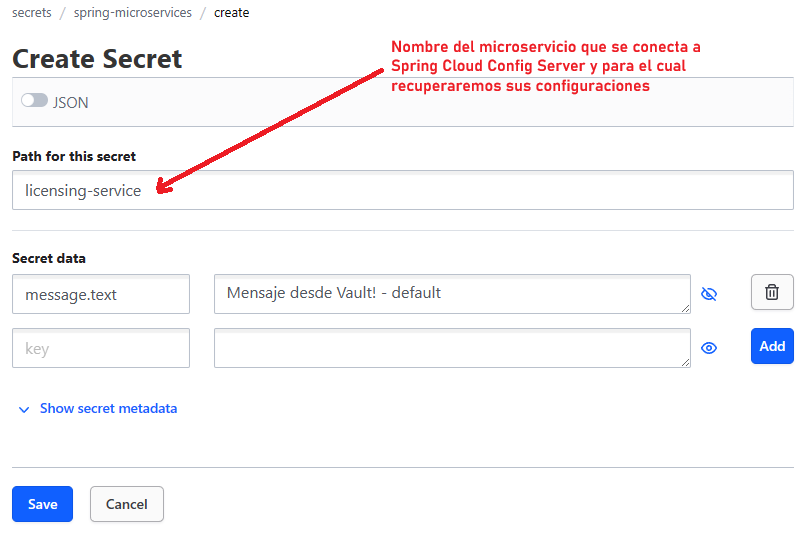 secrets / spring-microservices / create
Nombre del microservicio que se conecta a
Spring Cloud Config Server y para el cual
recuperaremos sus configuraciones
Create Secret
JSON
Path for this secret
licensing-service
Secret data
message.text Mensaje desde Vault! - default
key Add
Show secret metadata
Save Cancel